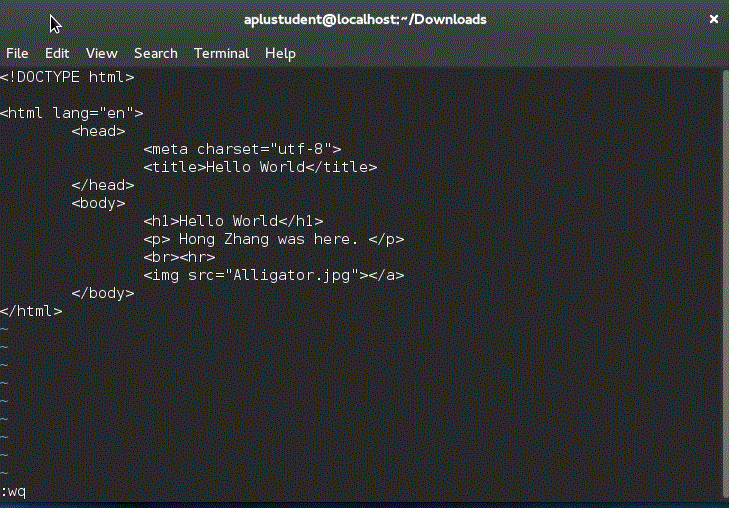 aplustudent@localhost:~/Downloads ×
File Edit View Search Terminal Help
<!DOCTYPE html>
<html lang="en">
<head>
<meta charset="utf-8">
<title>Hello World</title>
</head>
<body>
<h1>Hello World</h1>
<p> Hong Zhang was here. </p>
<br><hr>
<img src="Alligator.jpg"></a>
</body>
</html>
~
~
~
~
~
~
~
~
~
:wq